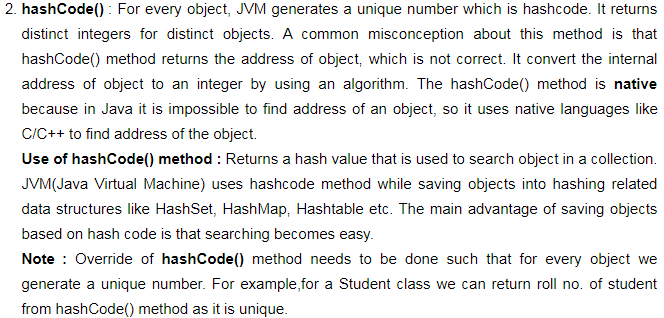 2. hashCode() : For every object, JVM generates a unique number which is hashcode. It returns
distinct integers for distinct objects. A common misconception about this method is that
hashCode() method returns the address of object, which is not correct. It convert the internal
address of object to an integer by using an algorithm. The hashCode() method is native
because in Java it is impossible to find address of an object, so it uses native languages like
C/C++ to find address of the object.
Use of hashCode() method : Returns a hash value that is used to search object in a collection.
JVM(Java Virtual Machine) uses hashcode method while saving objects into hashing related
data structures like HashSet, HashMap, Hashtable etc. The main advantage of saving objects
based on hash code is that searching becomes easy.
Note : Override of hashCode() method needs to be done such that for every object we
generate a unique number. For example,for a Student class we can return roll no. of student
from hashCode() method as it is unique.